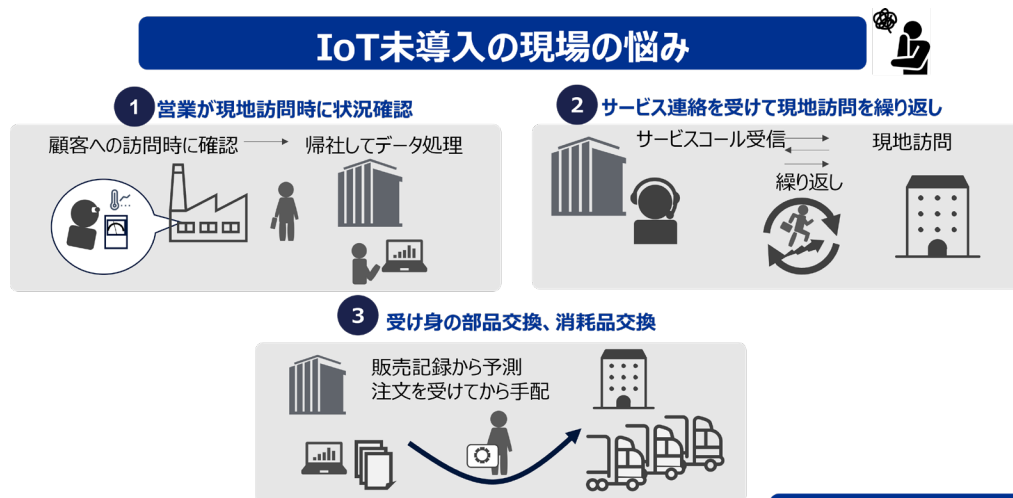 IoT未導入の現場の悩み
1 営業が現地訪問時に状況確認
顧客への訪問時に確認
帰社してデータ処理
2 サービス連絡を受けて現地訪問を繰り返し
サービスコール受信
現地訪問
繰り返し
3 受け身の部品交換、消耗品交換
販売記録から予測
注文を受けてから手配